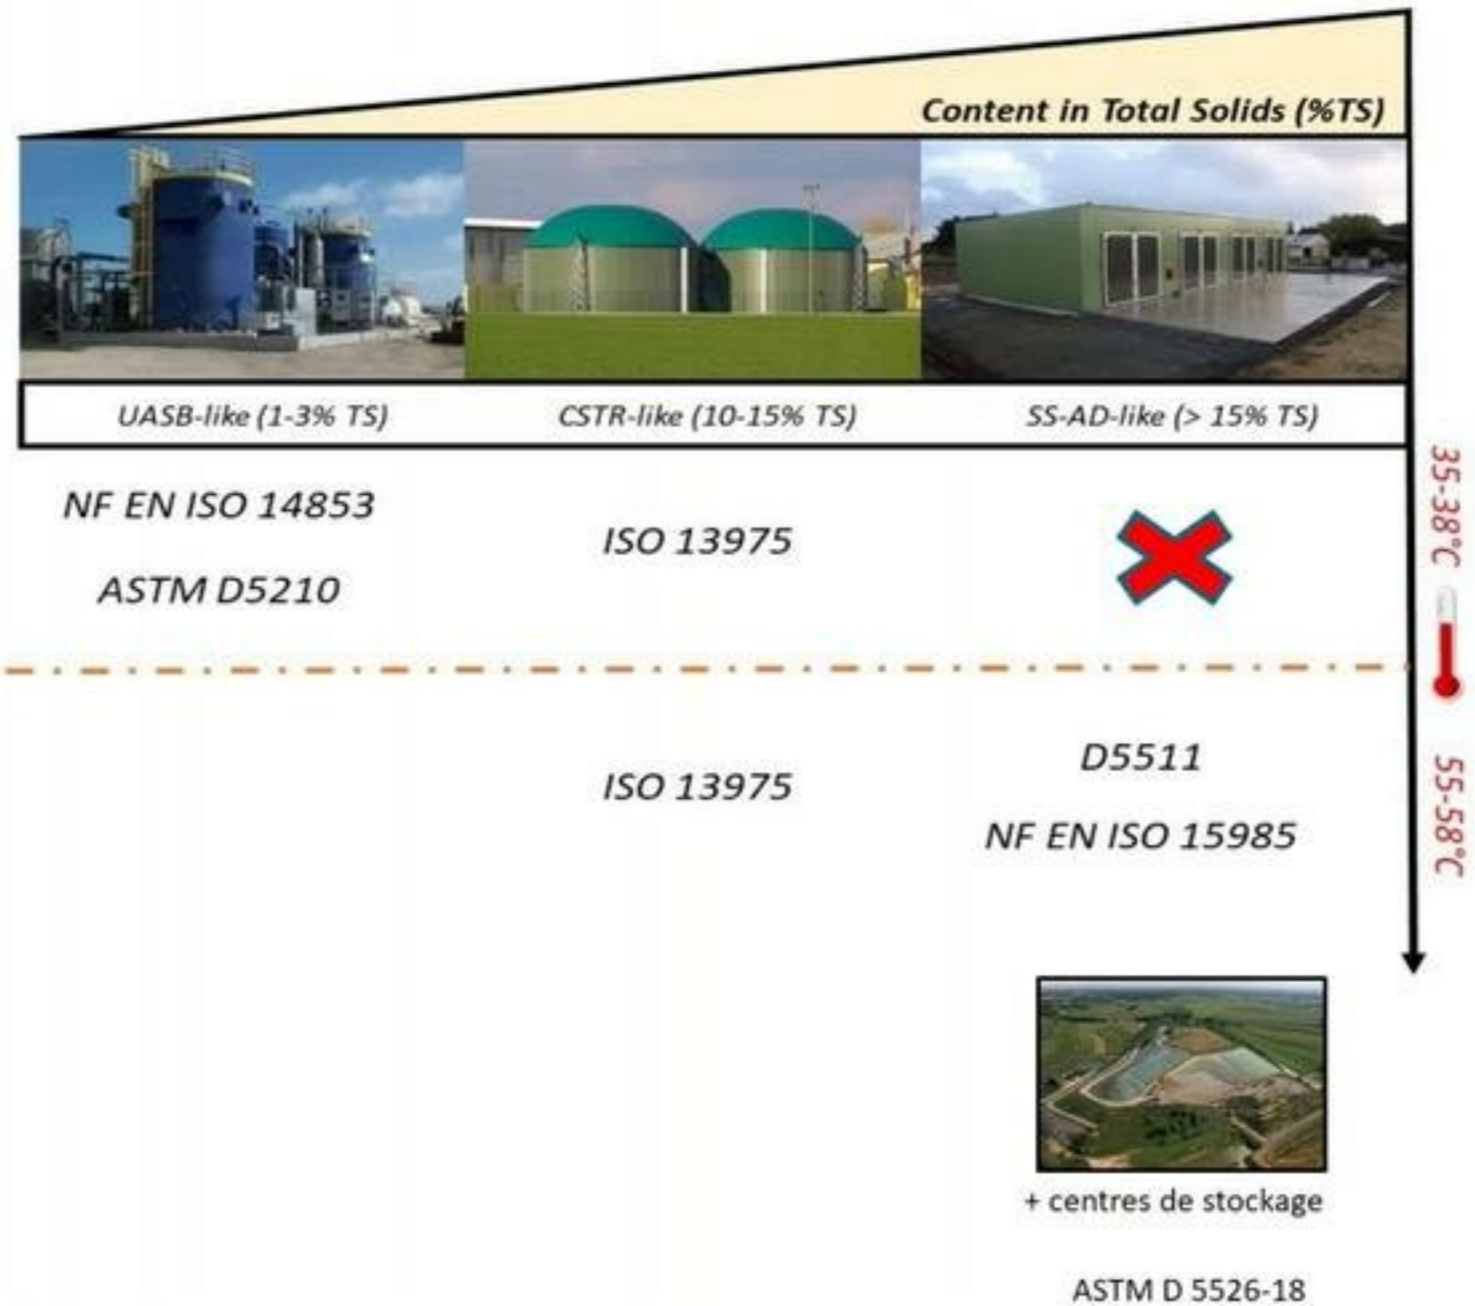 Content in Total Solids (%TS)
UASB-like (1-3% TS)
CSTR-like (10-15% TS)
SS-AD-like (> 15% TS)
35-38°C
NF EN ISO 14853
ISO 13975
ASTM D5210
55-58°C
D5511
ISO 13975
NF EN ISO 15985
+ centres de stockage
ASTM D 5526-18